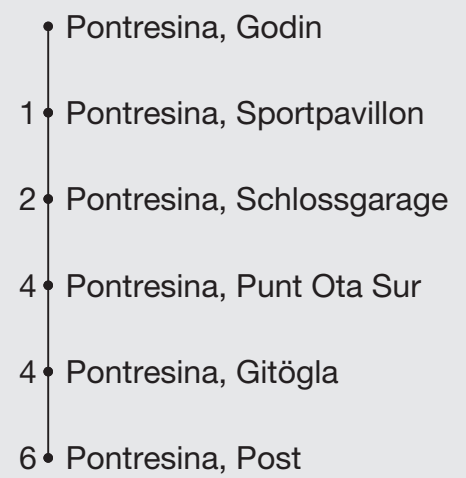 Pontresina, Godin
1 Pontresina, Sportpavillon
2 Pontresina, Schlossgarage
4 Pontresina, Punt Ota Sur
4 Pontresina, Gitögla
6 Pontresina, Post